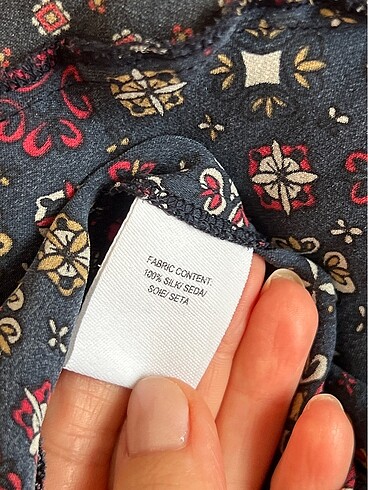 FABRIC CONTENT:
100% SILK/ SEDA/
SOIE/ SETA